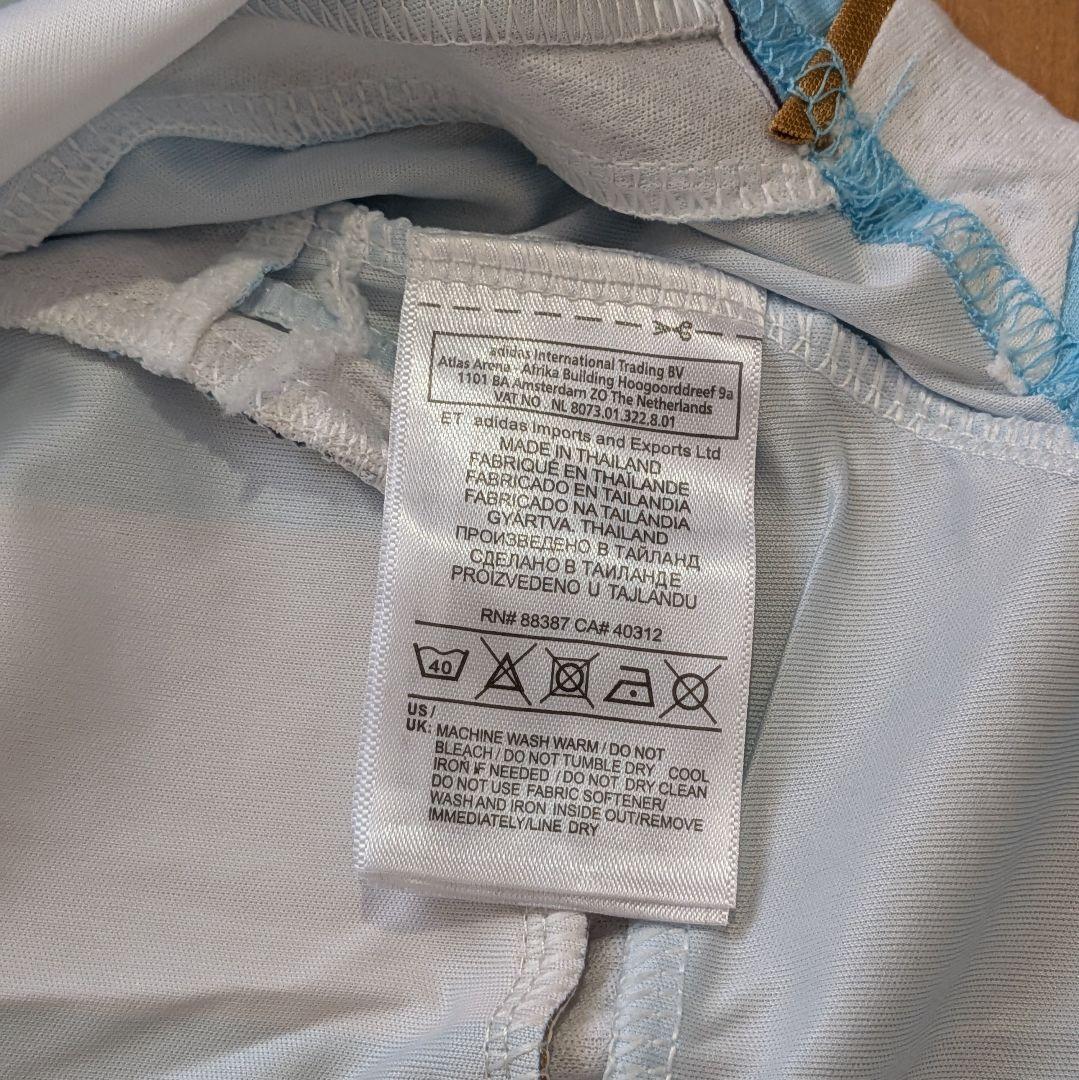 adidas International Trading BV
Atlas Arena Afrika Building Hoogoorddreef 9a
1101 BA Amsterdam ZO The Netherlands
VAT NO NL 8073.01.322.8.01
ET. adidas Imports and Exports Ltd
MADE IN THAILAND
FABRIQUÉ EN THAÏLANDE
FABRICADO EN TAILANDIA
FABRICADO NA TAILÂNDIA
GYÁRTVA. THAILAND
ПРОИЗВЕДЕНО В ТАЙЛАНД
СДЕЛАНО В ТАИЛАНДЕ
PROIZVEDENO U TAJLANDU
RN# 88387 CA# 40312
40
US /
UK: MACHINE WASH WARM / DO NOT
BLEACH / DO NOT TUMBLE DRY COOL
IRON IF NEEDED / DO NOT DRY CLEAN
DO NOT USE FABRIC SOFTENER/
WASH AND IRON INSIDE OUT/REMOVE
IMMEDIATELY/LINE DRY